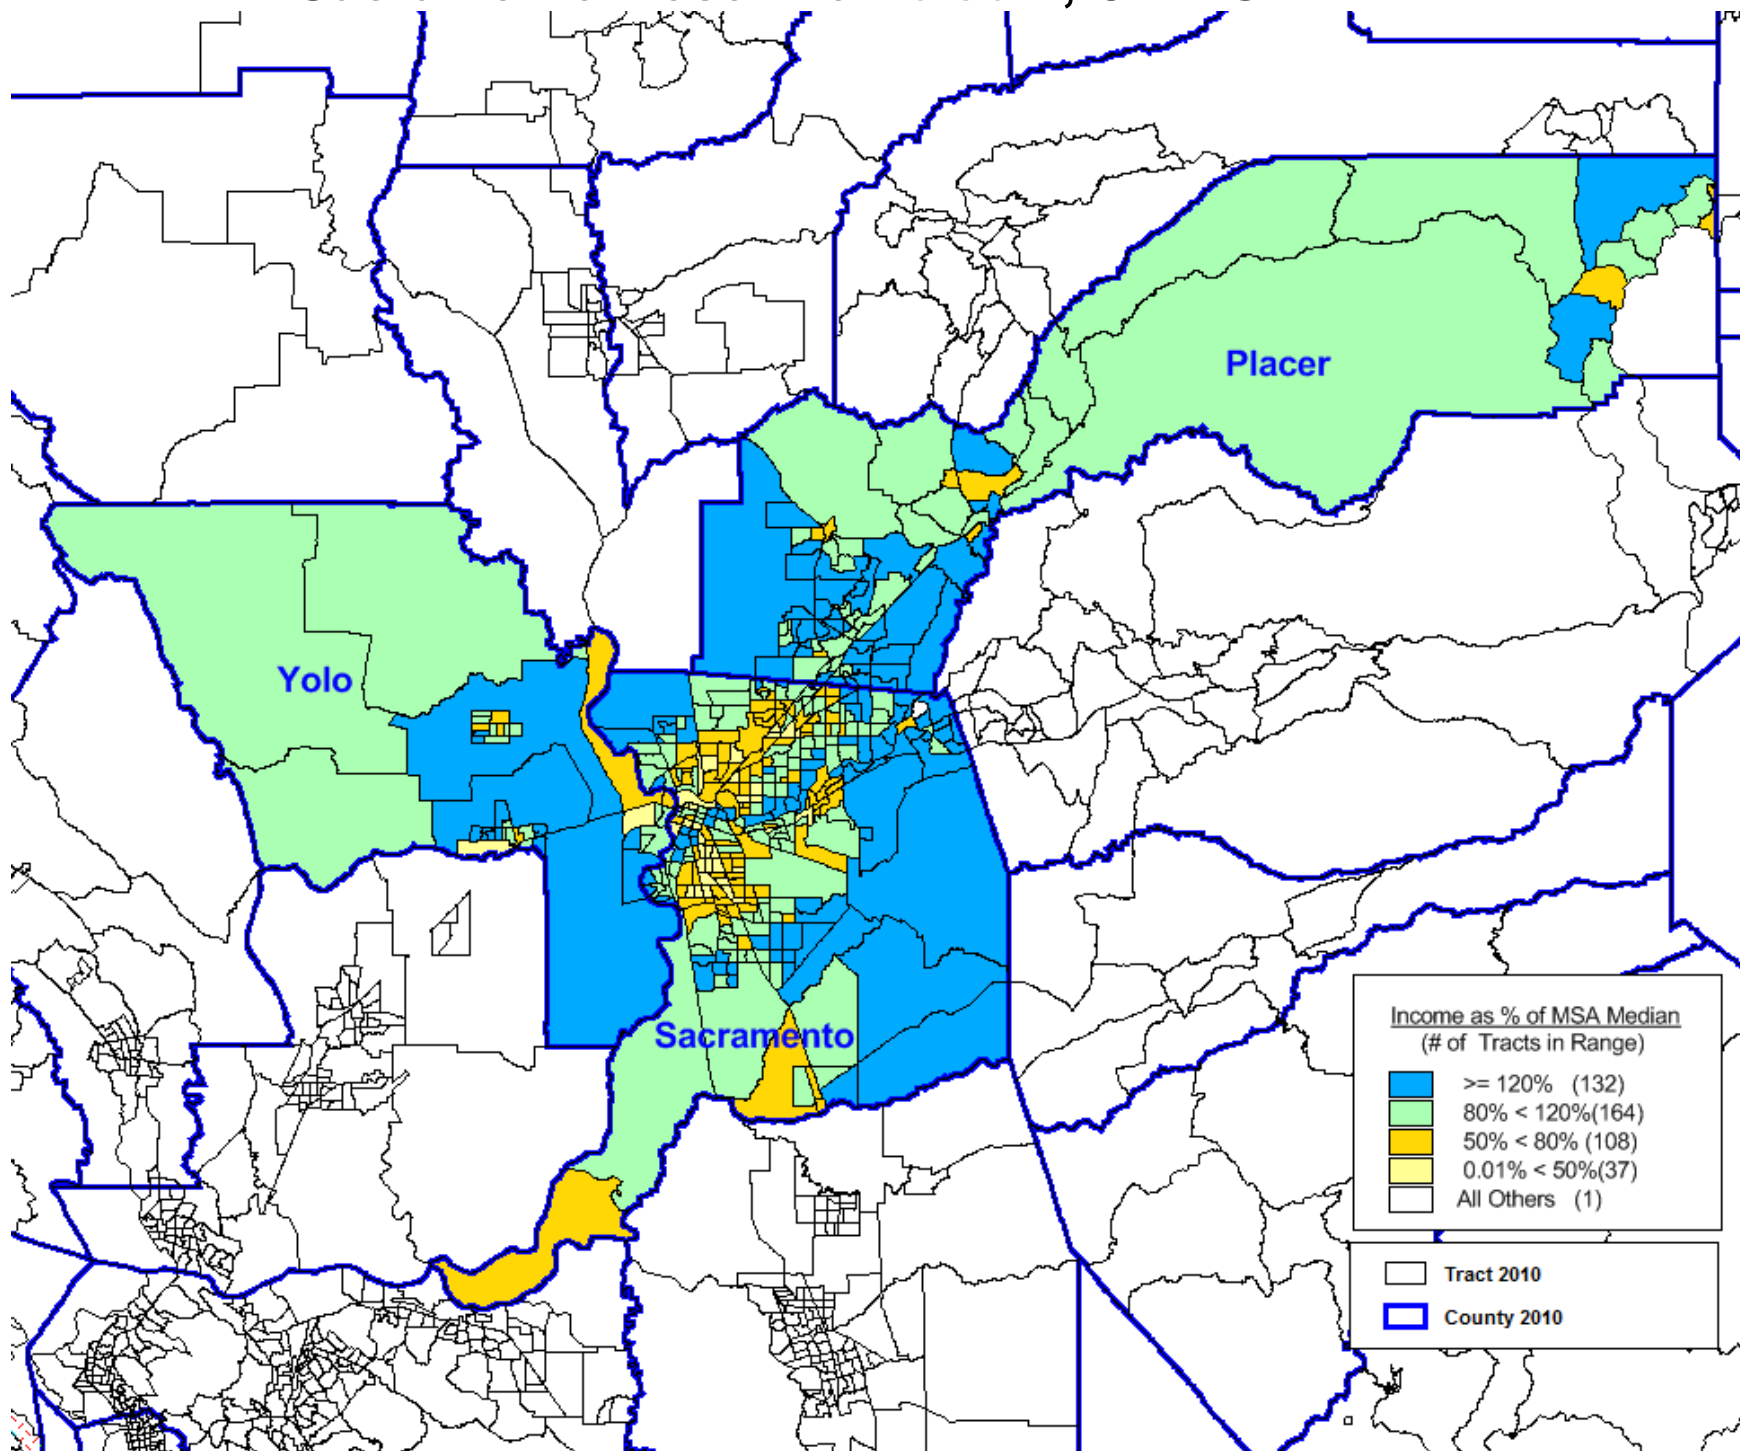 Placer
Yolo
Sacramento
Income as % of MSA Median
(# of Tracts in Range)
>= 120% (132)
80% < 120%(164)
50% < 80% (108)
0.01% < 50%(37)
All Others (1)
Tract 2010
County 2010